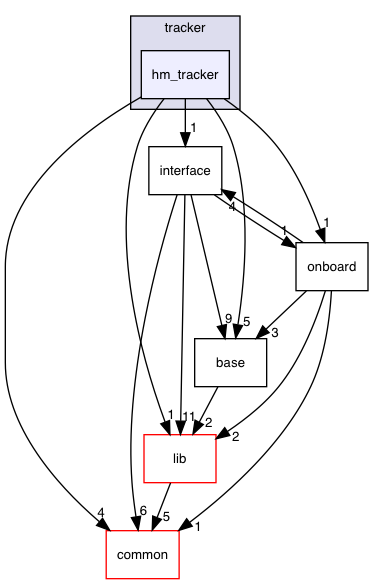 tracker
hm_tracker
1
interface
4
1
1
onboard
9
5
3
base
1
11
2
2
lib
4
6
5
1
common